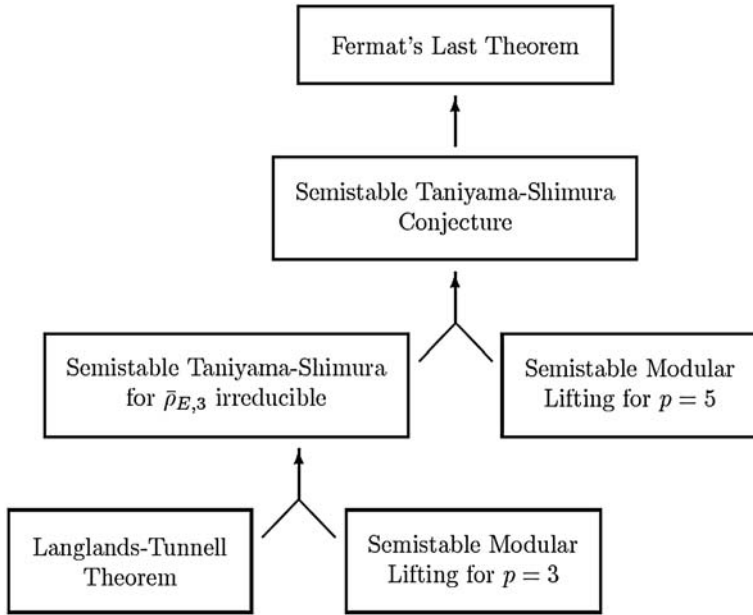 Fermat's Last Theorem
Semistable Taniyama-Shimura
Conjecture
Semistable Taniyama-Shimura
for ρ̄_{E,3} irreducible
Semistable Modular
Lifting for p = 5
Langlands-Tunnell
Theorem
Semistable Modular
Lifting for p = 3